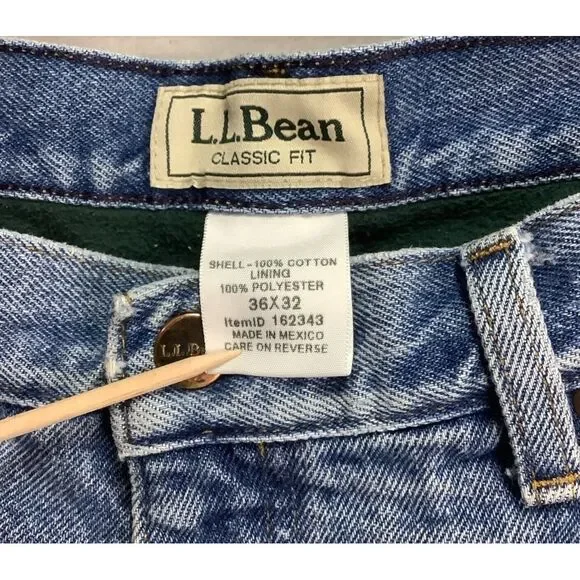 L.L.Bean
CLASSIC FIT
SHELL-100% COTTON
LINING
100% POLYESTER
36X32
ItemID 162343
MADE IN MEXICO
CARE ON REVERSE
L.L.B